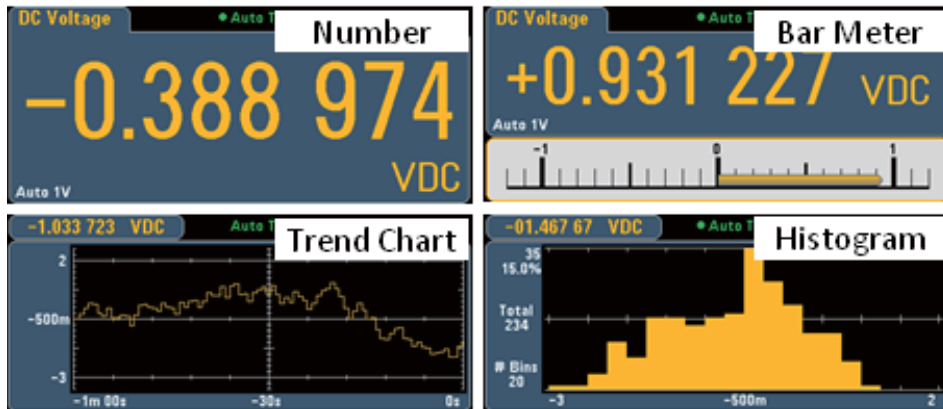 DC Voltage
Auto T
Number
-0.388 974
VDC
Auto 1V
DC Voltage
Auto T
Bar Meter
+0.931 227 VDC
Auto 1V
-1 0 1
-1.033 723 VDC
Auto T
Trend Chart
2
-500m
-3
-1m 00s -30s 0s
-01.467 67 VDC
Auto T
Histogram
35
15.0%
Total
234
# Bins
20
-3 -500m 2